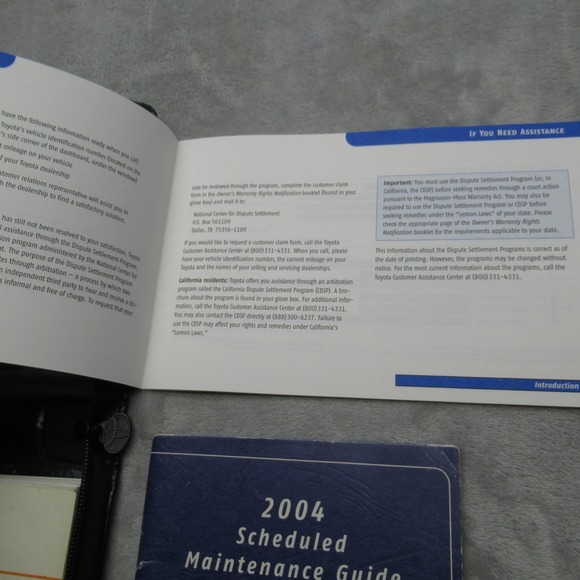 have the following information ready when you call:
Toyota's vehicle identification number (located on the
's side corner of the dashboard, under the window)
t mileage on your vehicle
f your Toyota dealership
stomer relations representative will assist you in
h the dealership to find a satisfactory solution.
has still not been resolved to your satisfaction, Toyota
l assistance through the Dispute Settlement Program,
ion program administered by the National Center for
nt. The purpose of the Dispute Settlement Program
tes through arbitration — a process by which two
n independent third party to hear and resolve a dis-
s informal and free of charge. To request that your
IF YOU NEED ASSISTANCE
case be reviewed through the program, complete the customer claim
form in the Owner's Warranty Rights Notification booklet (found in your
glove box) and mail it to:
National Center for Dispute Settlement
P.O. Box 561109
Dallas, TX 75356-1109
If you would like to request a customer claim form, call the Toyota
Customer Assistance Center at (800)331-4331. When you call, please
have your vehicle identification number, the current mileage on your
Toyota and the names of your selling and servicing dealerships.
California residents: Toyota offers you assistance through an arbitration
program called the California Dispute Settlement Program (CDSP). A bro-
chure about the program is found in your glove box. For additional infor-
mation, call the Toyota Customer Assistance Center at (800)331-4331.
You may also contact the CDSP directly at (888)300-6237. Failure to
use the CDSP may affect your rights and remedies under California's
"Lemon Laws."
Important: You must use the Dispute Settlement Program (or, in
California, the CDSP) before seeking remedies through a court action
pursuant to the Magnuson-Moss Warranty Act. You may also be
required to use the Dispute Settlement Program or CDSP before
seeking remedies under the "Lemon Laws" of your state. Please
check the appropriate page of the Owner's Warranty Rights
Notification booklet for the requirements applicable to your state.
This information about the Dispute Settlement Programs is correct as of
the date of printing. However, the programs may be changed without
notice. For the most current information about the programs, call the
Toyota Customer Assistance Center at (800)331-4331.
Introduction
2004
Scheduled
Maintenance Guide